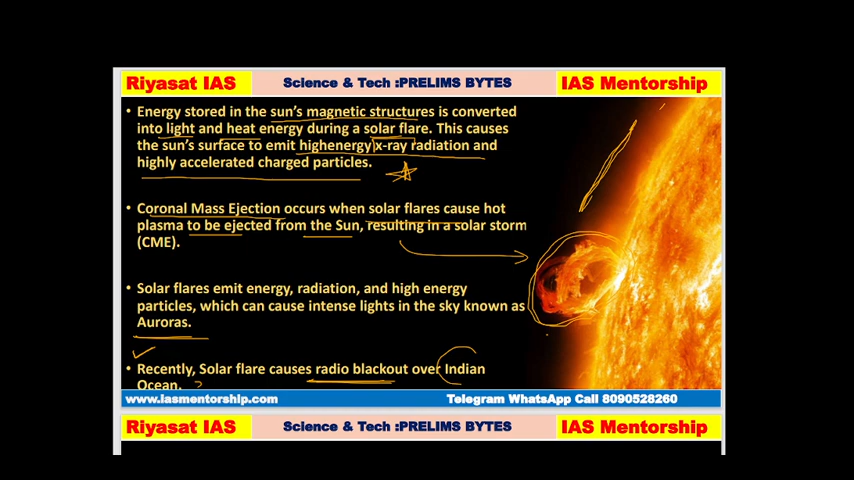 Riyasat IAS Science & Tech :PRELIMS BYTES IAS Mentorship
• Energy stored in the sun's magnetic structures is converted
into light and heat energy during a solar flare. This causes
the sun's surface to emit highenergy x-ray radiation and
highly accelerated charged particles.
• Coronal Mass Ejection occurs when solar flares cause hot
plasma to be ejected from the Sun, resulting in a solar storm
(CME).
• Solar flares emit energy, radiation, and high energy
particles, which can cause intense lights in the sky known as
Auroras.
• Recently, Solar flare causes radio blackout over Indian
Ocean.
www.iasmentorship.com Telegram WhatsApp Call 8090528260
Riyasat IAS Science & Tech :PRELIMS BYTES IAS Mentorship